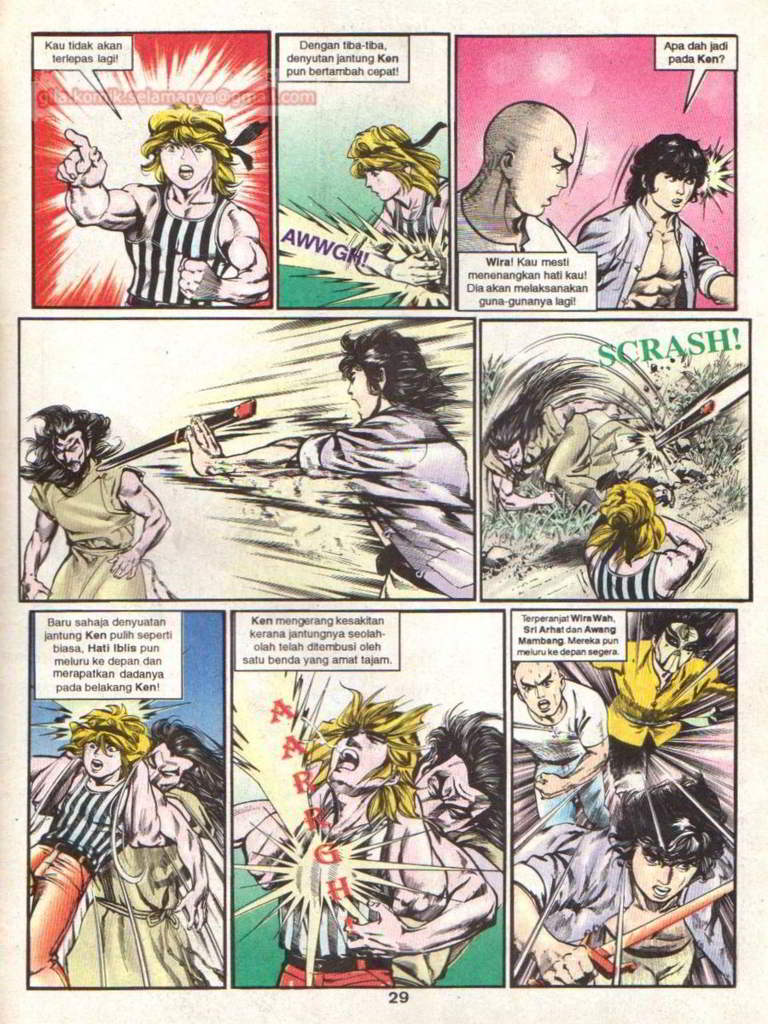 Kau tidak akan
terlepas lagi!
gila.komik.selamanya@gmail.com
Dengan tiba-tiba,
denyutan jantung Ken
pun bertambah cepat!
AWWGH!
Apa dah jadi
pada Ken?
Wira! Kau mesti
menenangkan hati kau!
Dia akan melaksanakan
guna-gunanya lagi!
SCRASH!
Baru sahaja denyuatan
jantung Ken pulih seperti
biasa, Hati Iblis pun
meluru ke depan dan
merapatkan dadanya
pada belakang Ken!
Ken mengerang kesakitan
kerana jantungnya seolah-
olah telah ditembusi oleh
satu benda yang amat tajam.
AARRGH!
Terperanjat Wira Wah,
Sri Arhat dan Awang
Mambang. Mereka pun
meluru ke depan segera.
29